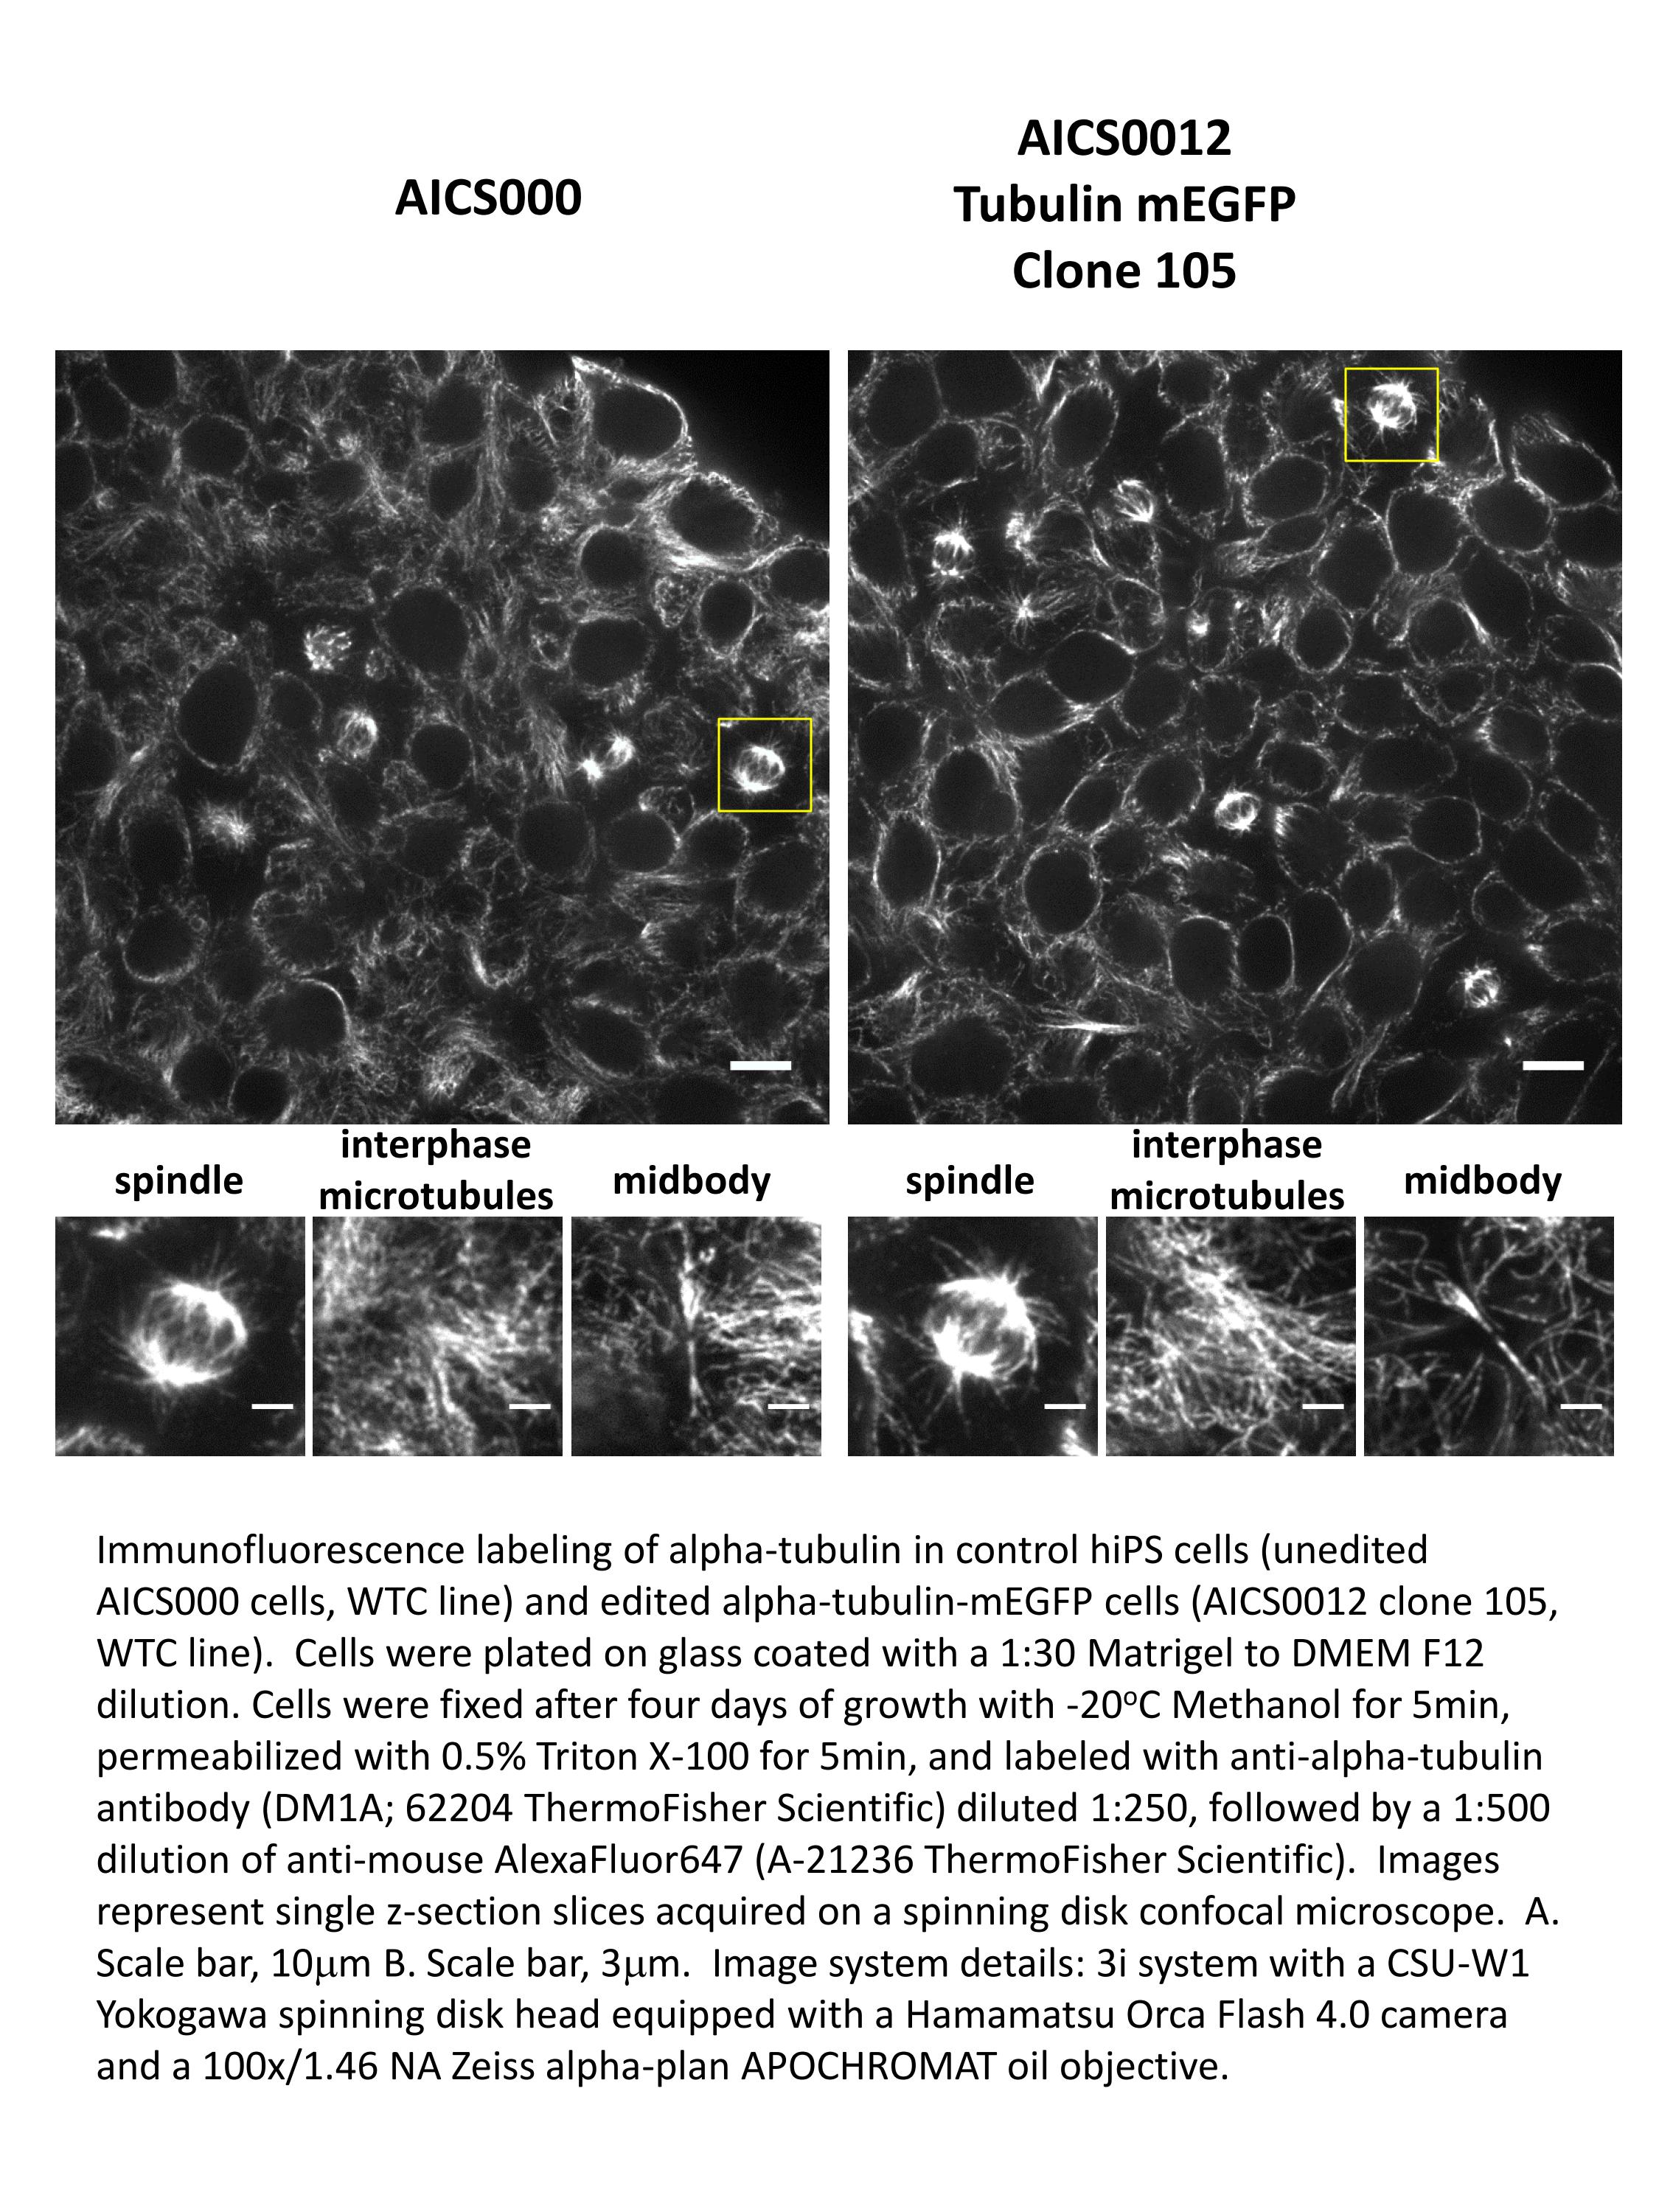 AICS000
AICS0012
Tubulin mEGFP
Clone 105
spindle
interphase
microtubules
midbody
spindle
interphase
microtubules
midbody
Immunofluorescence labeling of alpha-tubulin in control hiPS cells (unedited
AICS000 cells, WTC line) and edited alpha-tubulin-mEGFP cells (AICS0012 clone 105,
WTC line).  Cells were plated on glass coated with a 1:30 Matrigel to DMEM F12
dilution. Cells were fixed after four days of growth with -20ºC Methanol for 5min,
permeabilized with 0.5% Triton X-100 for 5min, and labeled with anti-alpha-tubulin
antibody (DM1A; 62204 ThermoFisher Scientific) diluted 1:250, followed by a 1:500
dilution of anti-mouse AlexaFluor647 (A-21236 ThermoFisher Scientific).  Images
represent single z-section slices acquired on a spinning disk confocal microscope.  A.
Scale bar, 10μm B. Scale bar, 3μm.  Image system details: 3i system with a CSU-W1
Yokogawa spinning disk head equipped with a Hamamatsu Orca Flash 4.0 camera
and a 100x/1.46 NA Zeiss alpha-plan APOCHROMAT oil objective.